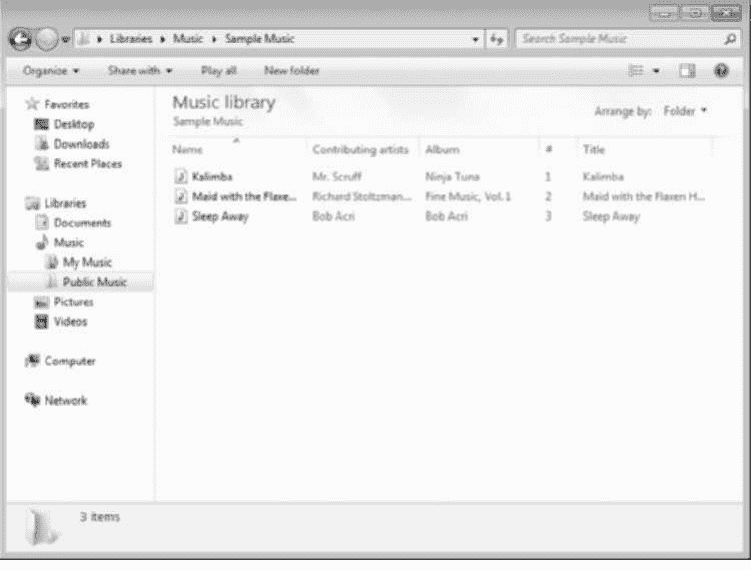 Libraries Music Sample Music Search Sample Music
Organize Share with Play all New folder
Favorites
Desktop
Downloads
Recent Places
Libraries
Documents
Music
My Music
Public Music
Pictures
Videos
Computer
Network
Music library
Sample Music
Arrange by: Folder
Name Contributing artists Album # Title
Kalimba Mr. Scruff Ninja Tuna 1 Kalimba
Maid with the Flaxe... Richard Stoltzman... Fine Music, Vol. 1 2 Maid with the Flaxen H...
Sleep Away Bob Acri Bob Acri 3 Sleep Away
3 items